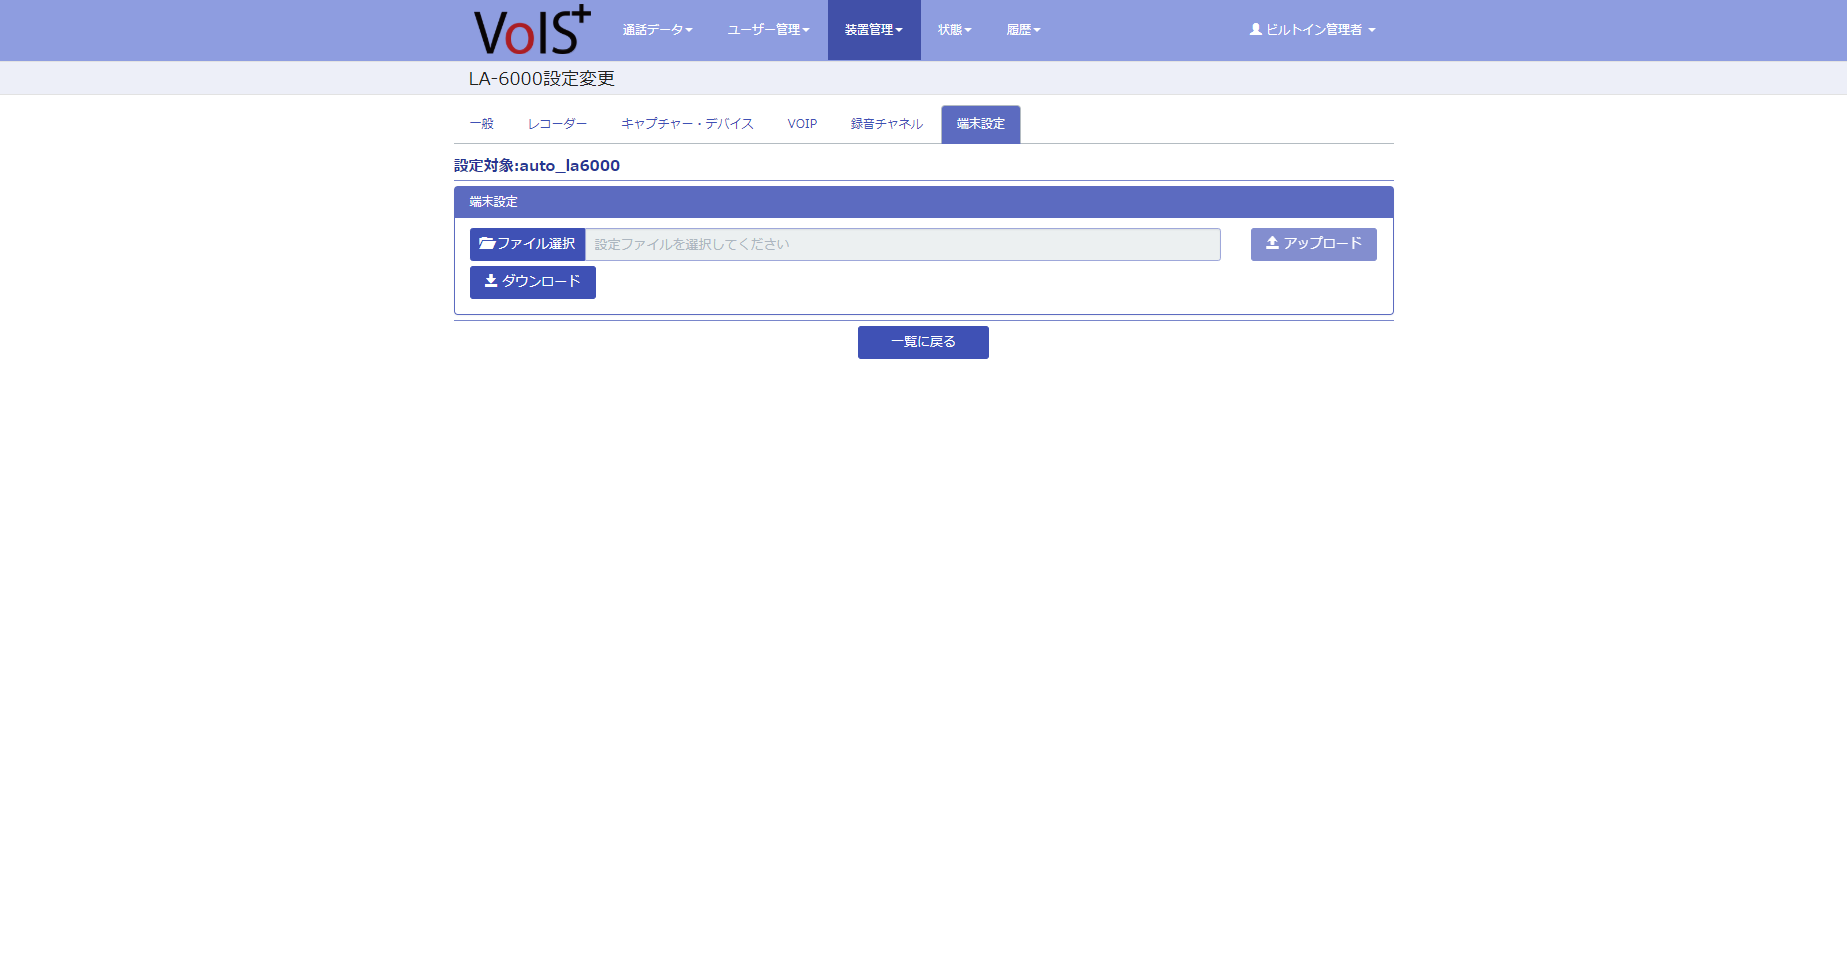 VoIS+ 通話データ ユーザー管理 装置管理 状態 履歴 ビルトイン管理者
LA-6000設定変更
一般 レコーダー キャプチャー・デバイス VOIP 録音チャネル 端末設定
設定対象:auto_la6000
端末設定
ファイル選択 設定ファイルを選択してください アップロード
ダウンロード
一覧に戻る